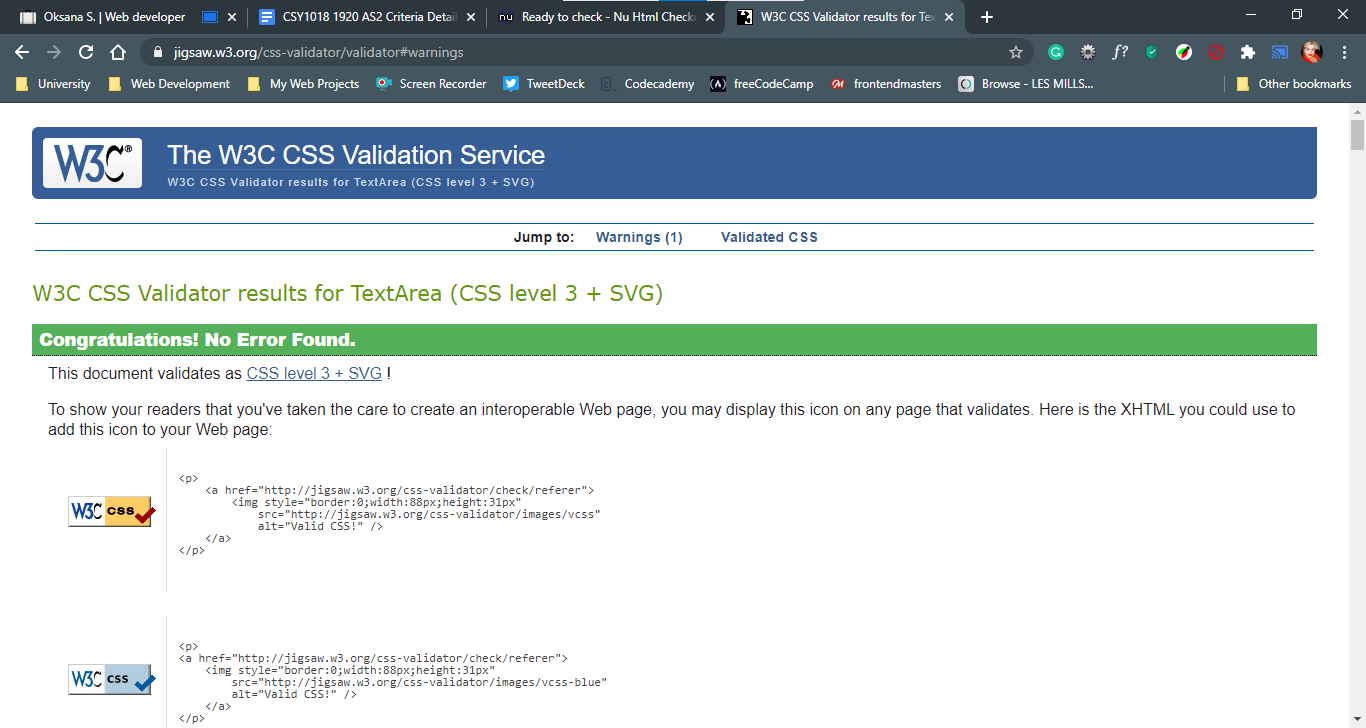 Oksana S. | Web developer
CSY1018 1920 AS2 Criteria Detail
nu Ready to check - Nu Html Checke
W3C CSS Validator results for Tex
jigsaw.w3.org/css-validator/validator#warnings
G
f?
University
Web Development
My Web Projects
Screen Recorder
TweetDeck
Codecademy
freeCodeCamp
frontendmasters
Browse - LES MILLS...
Other bookmarks
W3C®
The W3C CSS Validation Service
W3C CSS Validator results for TextArea (CSS level 3 + SVG)
Jump to: Warnings (1) Validated CSS
W3C CSS Validator results for TextArea (CSS level 3 + SVG)
Congratulations! No Error Found.
This document validates as CSS level 3 + SVG !
To show your readers that you've taken the care to create an interoperable Web page, you may display this icon on any page that validates. Here is the XHTML you could use to
add this icon to your Web page:
W3C css
<p>
<a href="http://jigsaw.w3.org/css-validator/check/referer">
<img style="border:0;width:88px;height:31px"
src="http://jigsaw.w3.org/css-validator/images/vcss"
alt="Valid CSS!" />
</a>
</p>
W3C css
<p>
<a href="http://jigsaw.w3.org/css-validator/check/referer">
<img style="border:0;width:88px;height:31px"
src="http://jigsaw.w3.org/css-validator/images/vcss-blue"
alt="Valid CSS!" />
</a>
</p>